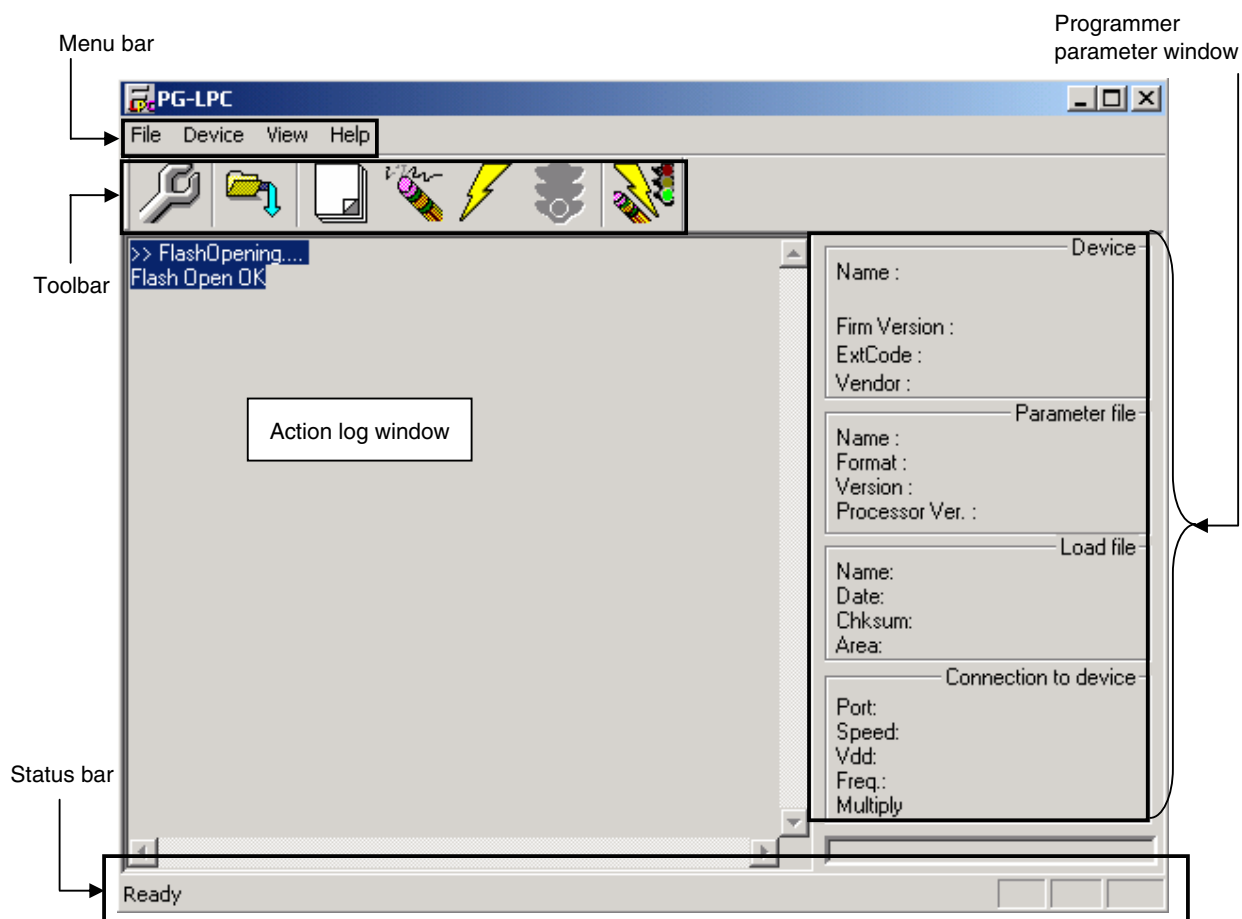 Programmer
parameter window
Menu bar
PG-LPC
File Device View Help
Toolbar
>> FlashOpening....
Flash Open OK
Action log window
Device
Name :
Firm Version :
ExtCode :
Vendor :
Parameter file
Name :
Format :
Version :
Processor Ver. :
Load file
Name:
Date:
Chksum:
Area:
Connection to device
Port:
Speed:
Vdd:
Freq.:
Multiply
Status bar
Ready